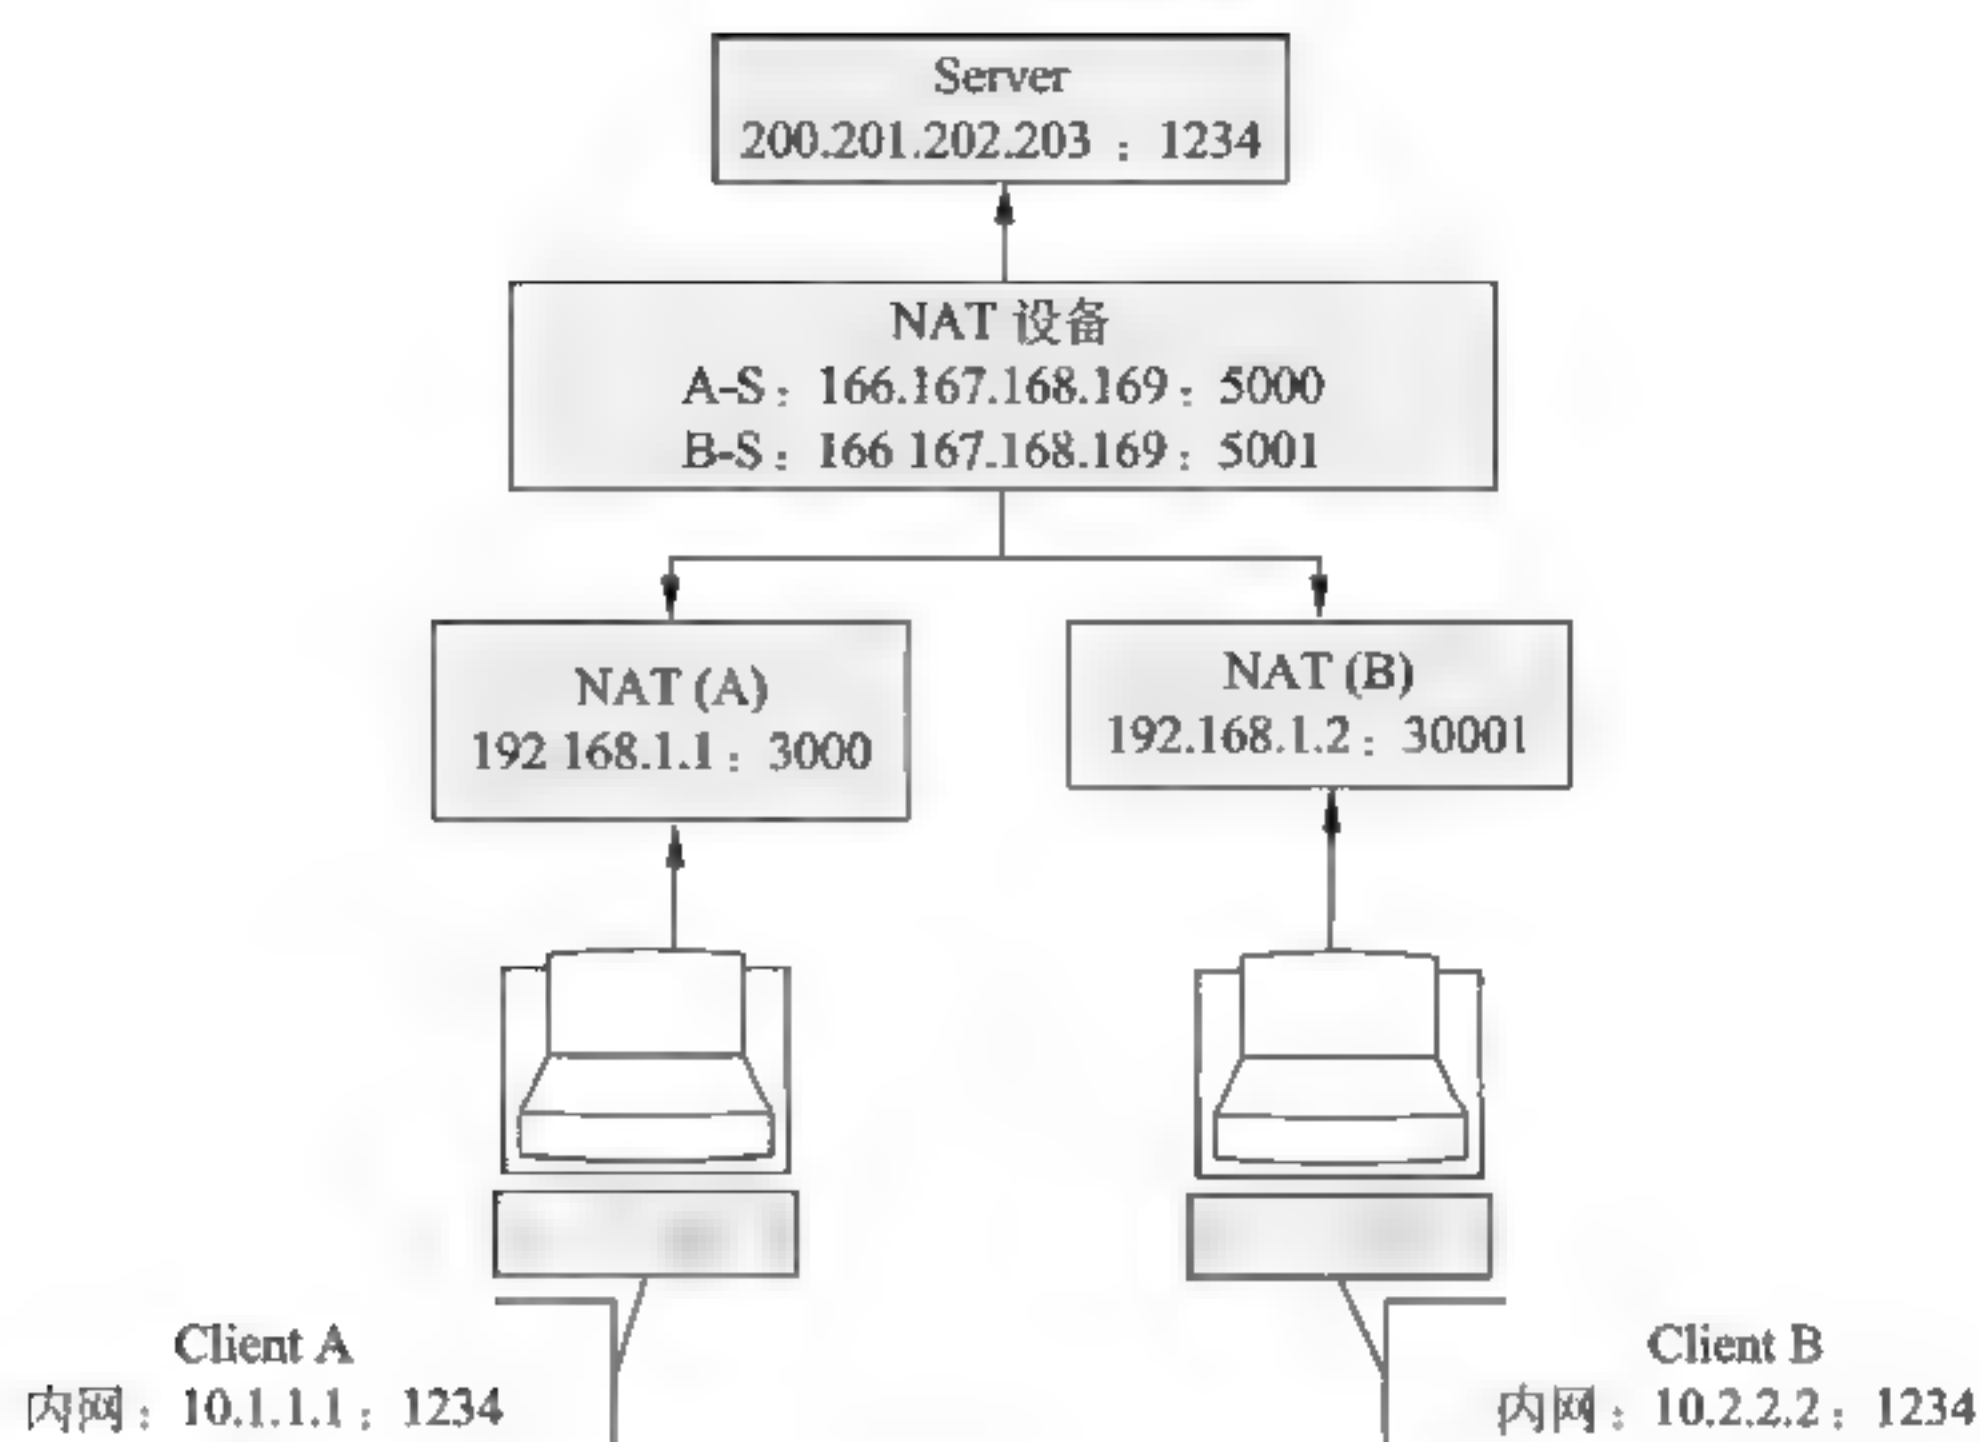 Server
200.201.202.203 : 1234
NAT 设备
A-S: 166.167.168.169: 5000
B-S: 166 167.168.169: 5001
NAT (A)
192 168.1.1: 3000
NAT (B)
192.168.1.2: 30001
Client A
内网: 10.1.1.1: 1234
Client B
内网: 10.2.2.2: 1234